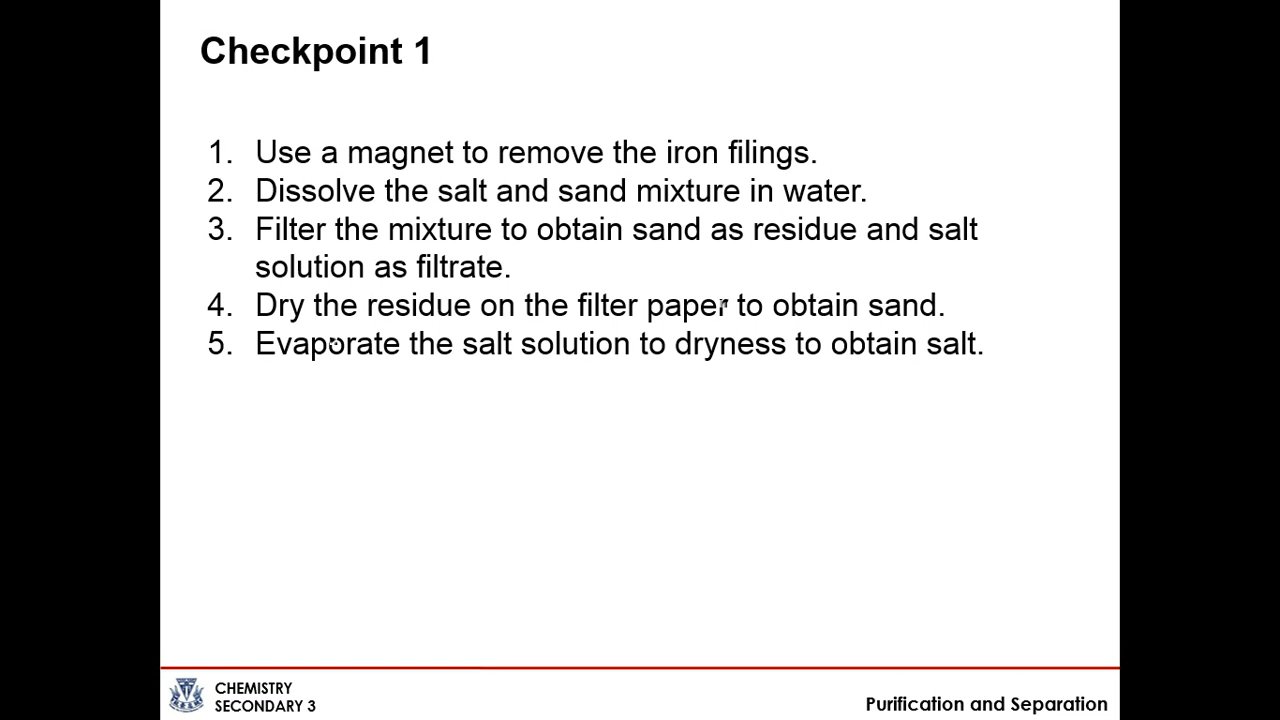 Checkpoint 1
1. Use a magnet to remove the iron filings.
2. Dissolve the salt and sand mixture in water.
3. Filter the mixture to obtain sand as residue and salt
solution as filtrate.
4. Dry the residue on the filter paper to obtain sand.
5. Evaporate the salt solution to dryness to obtain salt.
CHEMISTRY
SECONDARY 3
Purification and Separation